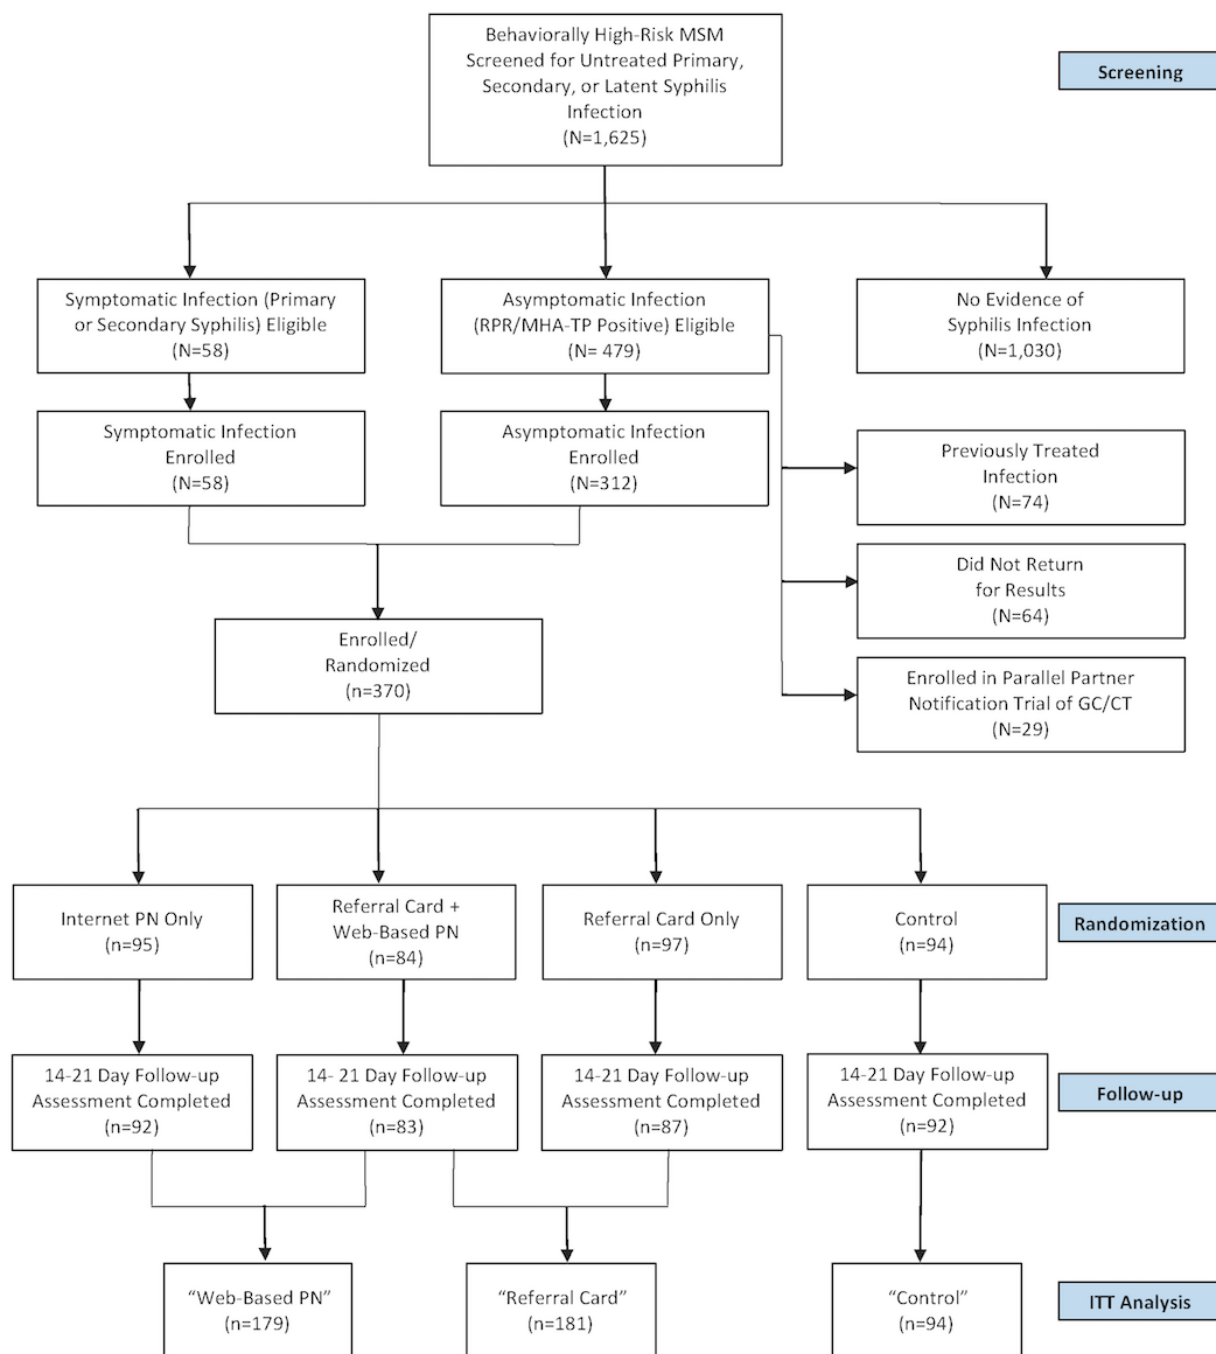 Behaviorally High-Risk MSM
Screened for Untreated Primary,
Secondary, or Latent Syphilis
Infection
(N=1,625)
Screening
Symptomatic Infection (Primary
or Secondary Syphilis) Eligible
(N=58)
Asymptomatic Infection
(RPR/MHA-TP Positive) Eligible
(N= 479)
No Evidence of
Syphilis Infection
(N=1,030)
Symptomatic Infection
Enrolled
(N=58)
Asymptomatic Infection
Enrolled
(N=312)
Previously Treated
Infection
(N=74)
Did Not Return
for Results
(N=64)
Enrolled in Parallel Partner
Notification Trial of GC/CT
(N=29)
Enrolled/
Randomized
(n=370)
Internet PN Only
(n=95)
Referral Card +
Web-Based PN
(n=84)
Referral Card Only
(n=97)
Control
(n=94)
Randomization
14-21 Day Follow-up
Assessment Completed
(n=92)
14- 21 Day Follow-up
Assessment Completed
(n=83)
14-21 Day Follow-up
Assessment Completed
(n=87)
14-21 Day Follow-up
Assessment Completed
(n=92)
Follow-up
“Web-Based PN”
(n=179)
“Referral Card”
(n=181)
“Control”
(n=94)
ITT Analysis